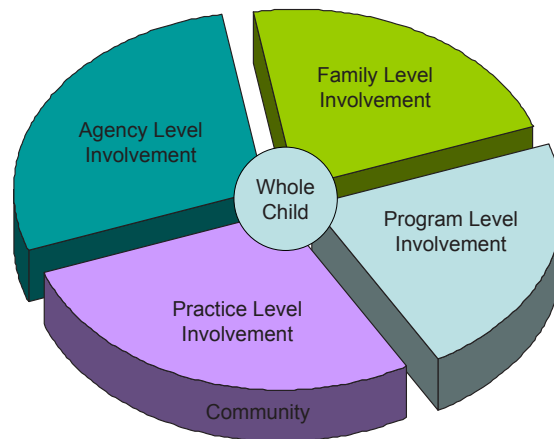 Family Level
Involvement
Agency Level
Involvement
Whole
Child
Program Level
Involvement
Practice Level
Involvement
Community